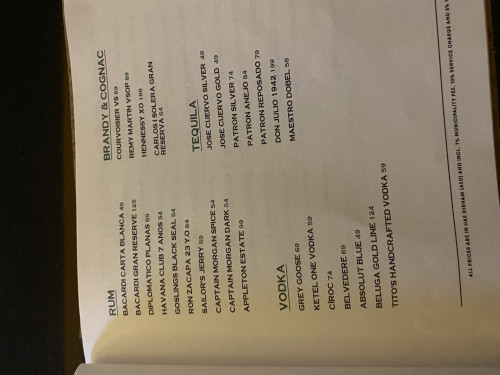 RUM
BACARDI CARTA BLANCA 49
BACARDI GRAN RESERVE 125
DIPLOMATICO PLANAS 59
HAVANA CLUB 7 ANOS 54
GOSLINGS BLACK SEAL 54
RON ZACAPA 23 Y.O 84
SAILOR'S JERRY 59
CAPTAIN MORGAN SPICE 54
CAPTAIN MORGAN DARK 54
APPLETON ESTATE 99
VODKA
GREY GOOSE 69
KETEL ONE VODKA 59
CÎROC 74
BELVEDERE 69
ABSOLUT BLUE 49
BELUGA GOLD LINE 124
TITO'S HANDCRAFTED VODKA 59
BRANDY & COGNAC
COURVOISIER VS 69
REMY MARTIN VSOP 89
HENNESSY XO 189
CARLOS I SOLERA GRAN
RESERVA 64
TEQUILA
JOSE CUERVO SILVER 49
JOSE CUERVO GOLD 49
PATRON SILVER 74
PATRON ANEJO 84
PATRON REPOSADO 79
DON JULIO 1942 199
MAESTRO DOBEL 58
ALL PRICES ARE IN UAE DIRHAM (AED) AND INCL. 7% MUNICIPALITY FEE, 10% SERVICE CHARGE AND 5% V